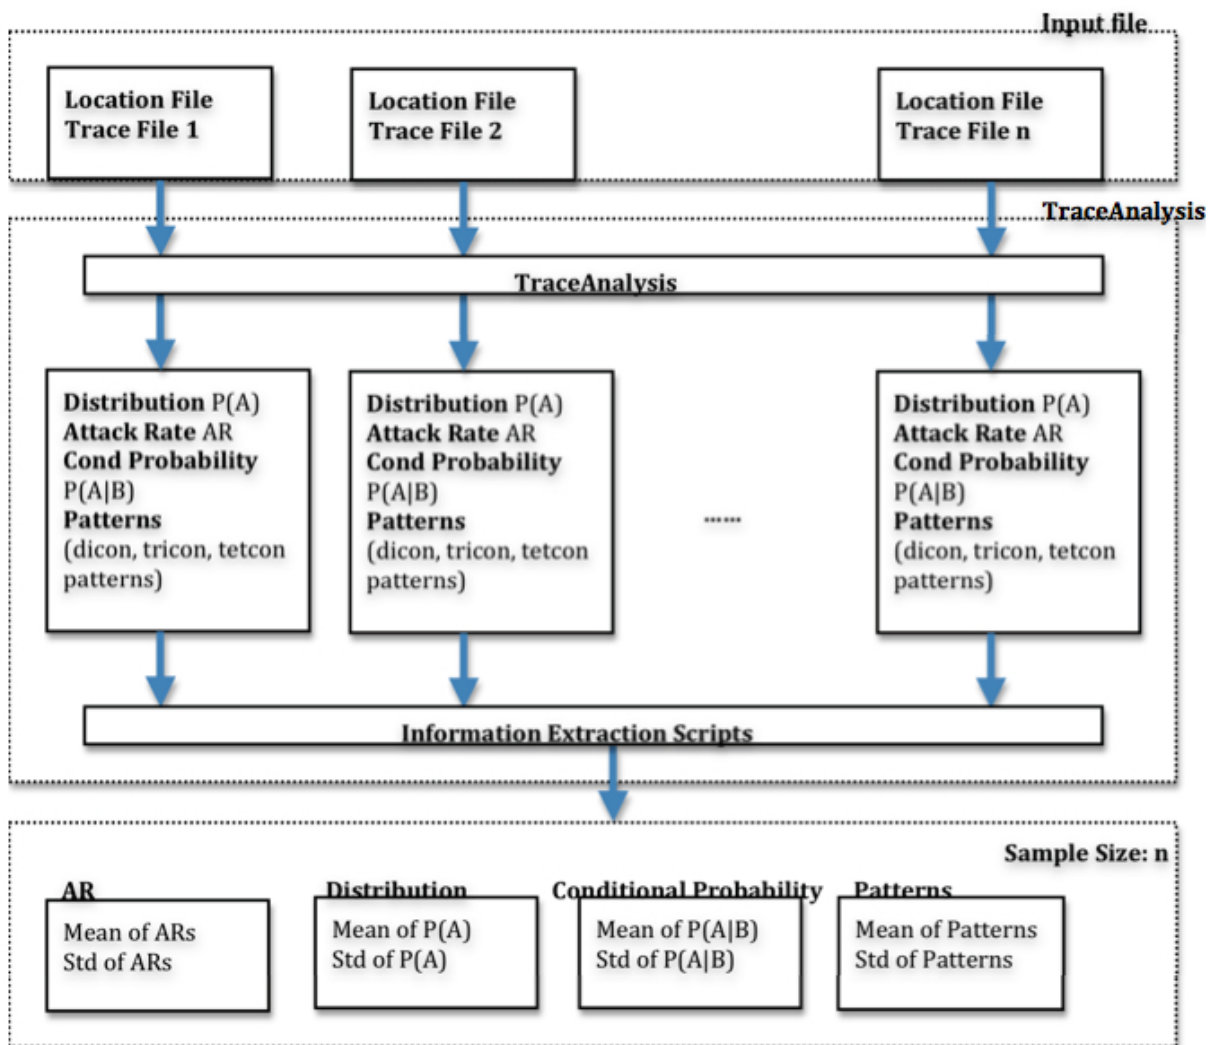 Input file
Location File
Trace File 1
Location File
Trace File 2
Location File
Trace File n
TraceAnalysis
TraceAnalysis
Distribution P(A)
Attack Rate AR
Cond Probability
P(A|B)
Patterns
(dicon, tricon, tetcon
patterns)
Distribution P(A)
Attack Rate AR
Cond Probability
P(A|B)
Patterns
(dicon, tricon, tetcon
patterns)
......
Distribution P(A)
Attack Rate AR
Cond Probability
P(A|B)
Patterns
(dicon, tricon, tetcon
patterns)
Information Extraction Scripts
Sample Size: n
AR
Mean of ARs
Std of ARs
Distribution
Mean of P(A)
Std of P(A)
Conditional Probability
Mean of P(A|B)
Std of P(A|B)
Patterns
Mean of Patterns
Std of Patterns